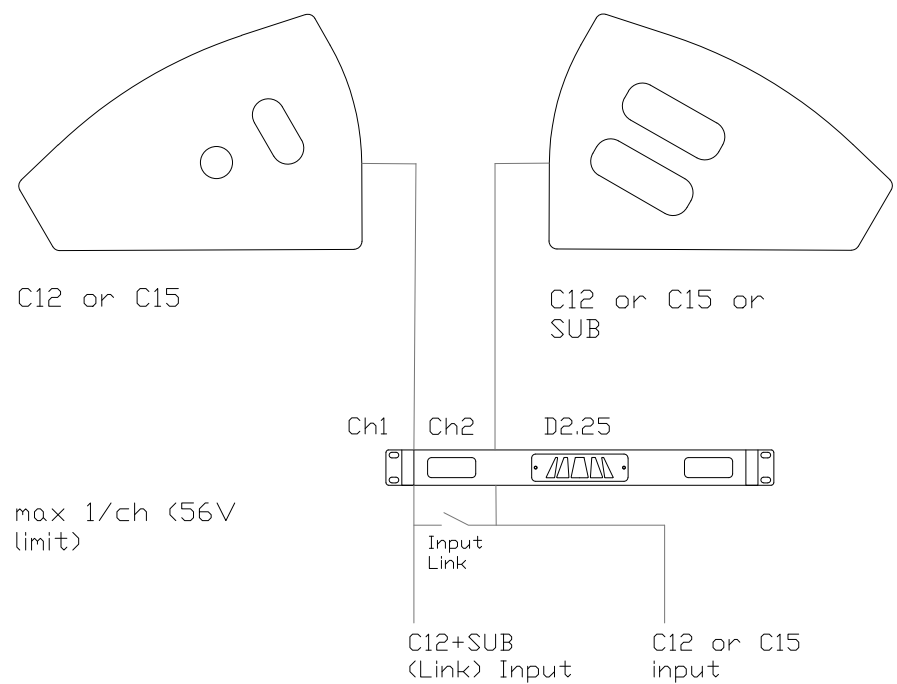 C12 or C15
C12 or C15 or
SUB
Ch1
Ch2
D2.25
max 1/ch (56V
limit)
Input
Link
C12+SUB
(Link) Input
C12 or C15
input